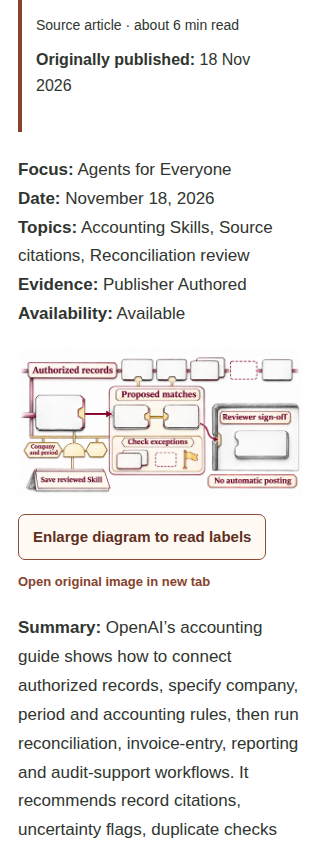 Source article · about 6 min read
Originally published: 18 Nov
2026
Focus: Agents for Everyone
Date: November 18, 2026
Topics: Accounting Skills, Source
citations, Reconciliation review
Evidence: Publisher Authored
Availability: Available
Authorized records
Proposed matches
Reviewer sign-off
Company
and period
Check exceptions
Save reviewed Skill
No automatic posting
Enlarge diagram to read labels
Open original image in new tab
Summary: OpenAI’s accounting
guide shows how to connect
authorized records, specify company,
period and accounting rules, then run
reconciliation, invoice-entry, reporting
and audit-support workflows. It
recommends record citations,
uncertainty flags, duplicate checks